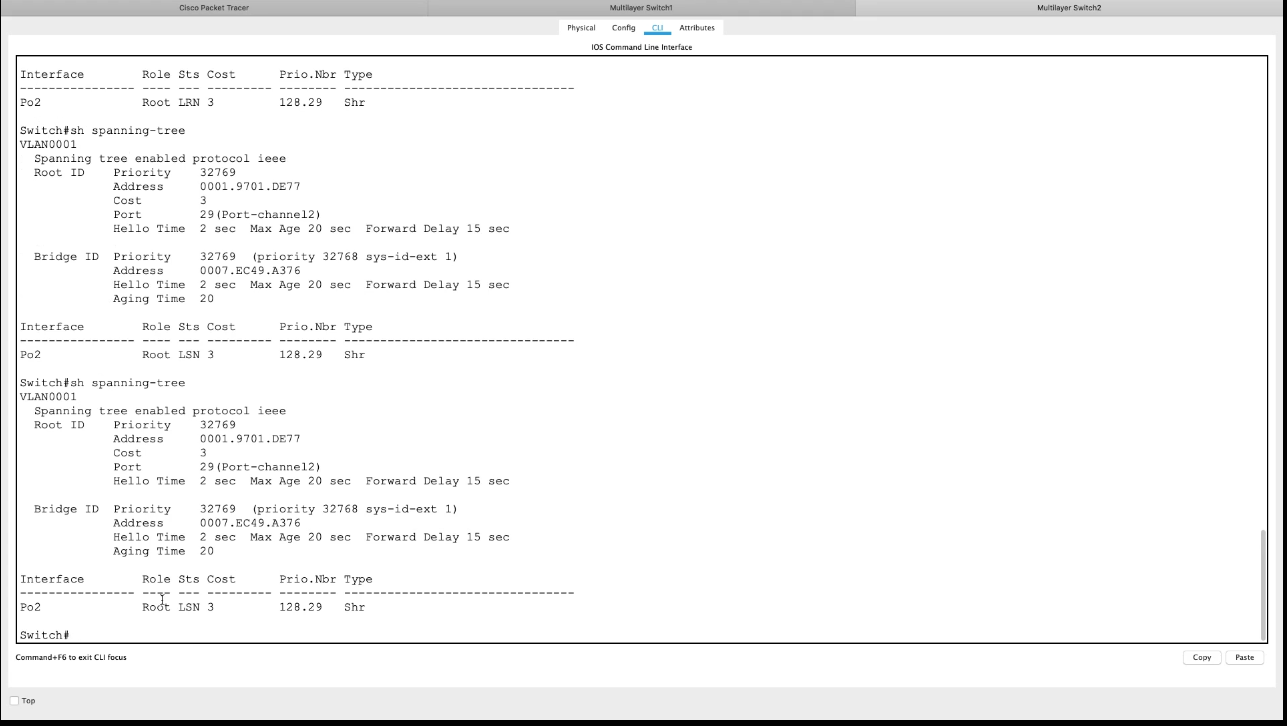 Cisco Packet Tracer Multilayer Switch1 Multilayer Switch2
Physical Config CLI Attributes
IOS Command Line Interface
Interface Role Sts Cost Prio.Nbr Type
---------------- ---- --- --------- -------- --------------------------------
Po2 Root LRN 3 128.29 Shr
Switch#sh spanning-tree
VLAN0001
Spanning tree enabled protocol ieee
Root ID Priority 32769
Address 0001.9701.DE77
Cost 3
Port 29(Port-channel2)
Hello Time 2 sec Max Age 20 sec Forward Delay 15 sec
Bridge ID Priority 32769 (priority 32768 sys-id-ext 1)
Address 0007.EC49.A376
Hello Time 2 sec Max Age 20 sec Forward Delay 15 sec
Aging Time 20
Interface Role Sts Cost Prio.Nbr Type
---------------- ---- --- --------- -------- --------------------------------
Po2 Root LSN 3 128.29 Shr
Switch#sh spanning-tree
VLAN0001
Spanning tree enabled protocol ieee
Root ID Priority 32769
Address 0001.9701.DE77
Cost 3
Port 29(Port-channel2)
Hello Time 2 sec Max Age 20 sec Forward Delay 15 sec
Bridge ID Priority 32769 (priority 32768 sys-id-ext 1)
Address 0007.EC49.A376
Hello Time 2 sec Max Age 20 sec Forward Delay 15 sec
Aging Time 20
Interface Role Sts Cost Prio.Nbr Type
---------------- ---- --- --------- -------- --------------------------------
Po2 Root LSN 3 128.29 Shr
Switch#
Command+F6 to exit CLI focus Copy Paste
Top